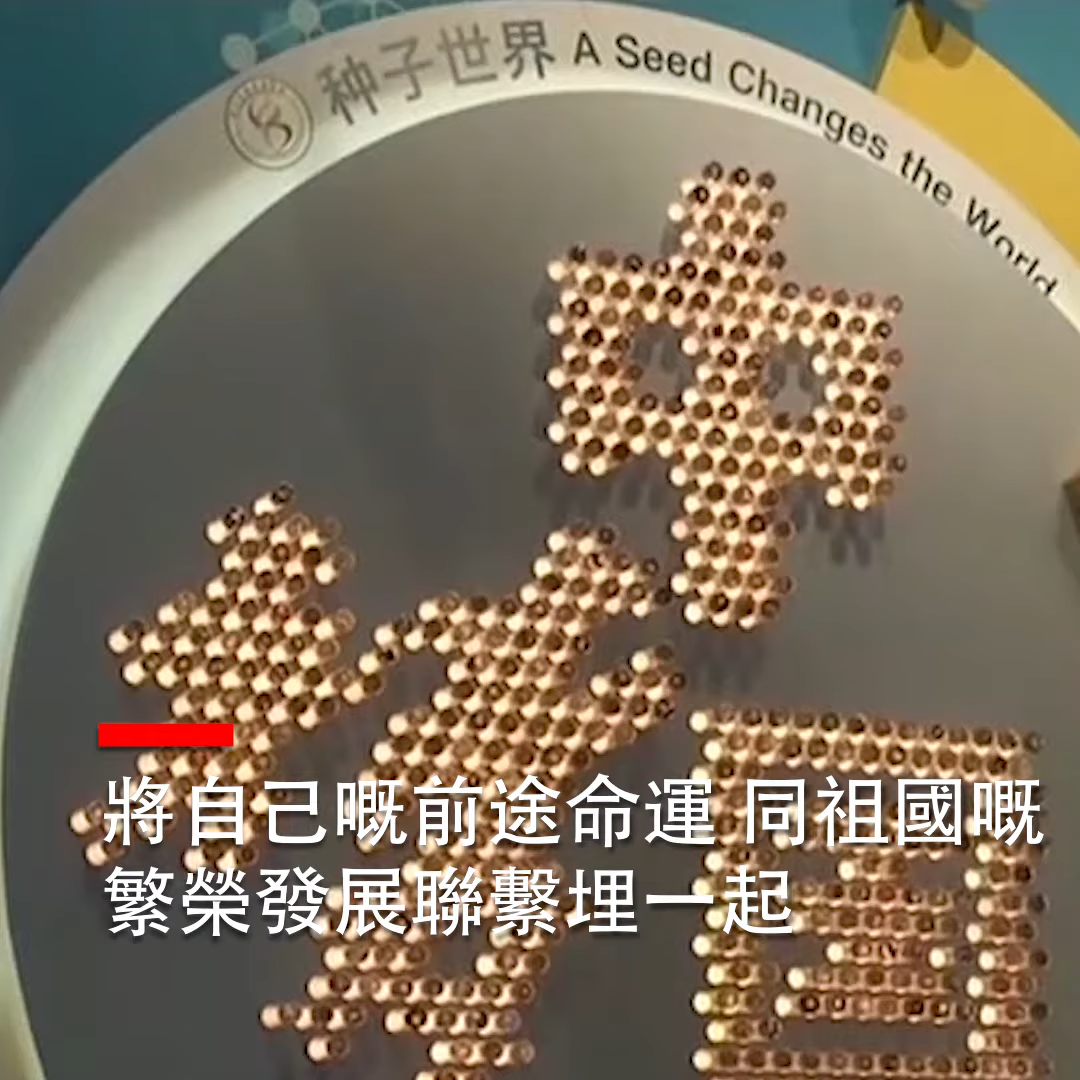 种子世界 A Seed Changes the World
中
国
將自己嘅前途命運 同祖國嘅
繁榮發展聯繫埋一起